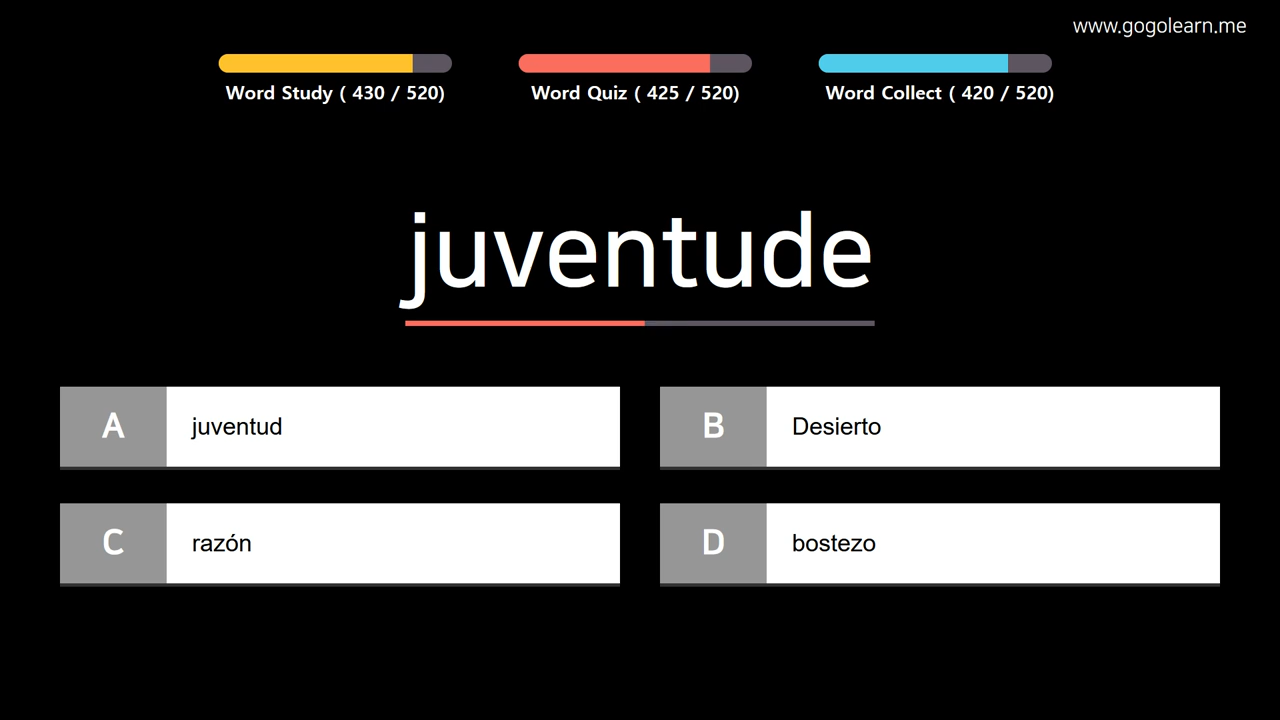 www.gogolearn.me
Word Study ( 430 / 520)
Word Quiz ( 425 / 520)
Word Collect ( 420 / 520)
juventude
A
juventud
B
Desierto
C
razón
D
bostezo